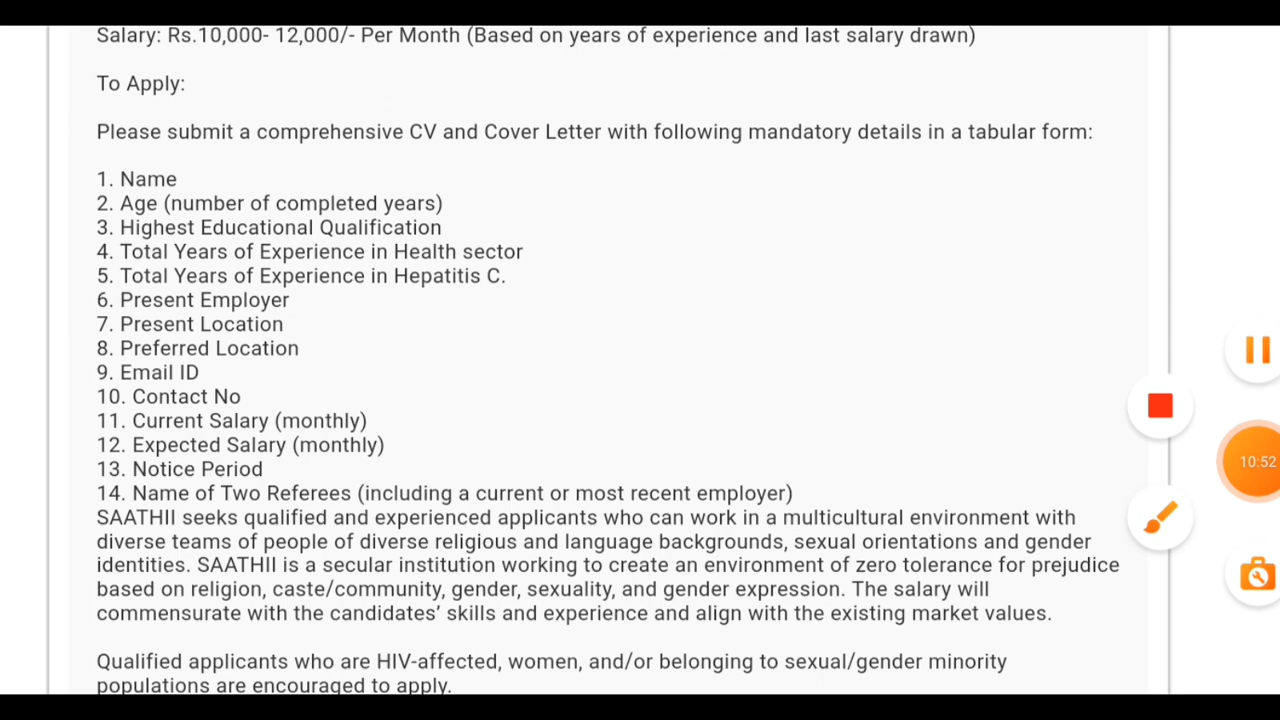 Salary: Rs.10,000- 12,000/- Per Month (Based on years of experience and last salary drawn)
To Apply:
Please submit a comprehensive CV and Cover Letter with following mandatory details in a tabular form:
1. Name
2. Age (number of completed years)
3. Highest Educational Qualification
4. Total Years of Experience in Health sector
5. Total Years of Experience in Hepatitis C.
6. Present Employer
7. Present Location
8. Preferred Location
9. Email ID
10. Contact No
11. Current Salary (monthly)
12. Expected Salary (monthly)
13. Notice Period
14. Name of Two Referees (including a current or most recent employer)
SAATHII seeks qualified and experienced applicants who can work in a multicultural environment with
diverse teams of people of diverse religious and language backgrounds, sexual orientations and gender
identities. SAATHII is a secular institution working to create an environment of zero tolerance for prejudice
based on religion, caste/community, gender, sexuality, and gender expression. The salary will
commensurate with the candidates’ skills and experience and align with the existing market values.
Qualified applicants who are HIV-affected, women, and/or belonging to sexual/gender minority
populations are encouraged to apply.
10:52